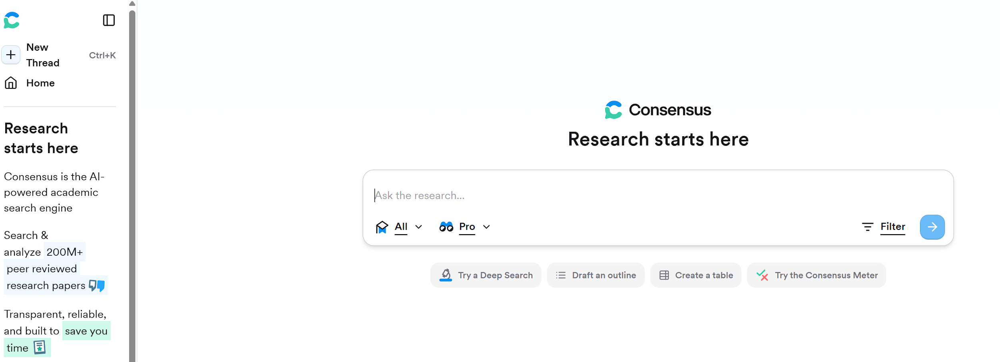 New
Thread
Ctrl+K
Home
Research
starts here
Consensus is the AI-
powered academic
search engine
Search &
analyze 200M+
peer reviewed
research papers
Transparent, reliable,
and built to save you
time
Consensus
Research starts here
Ask the research...
All
Pro
Filter
Try a Deep Search
Draft an outline
Create a table
Try the Consensus Meter